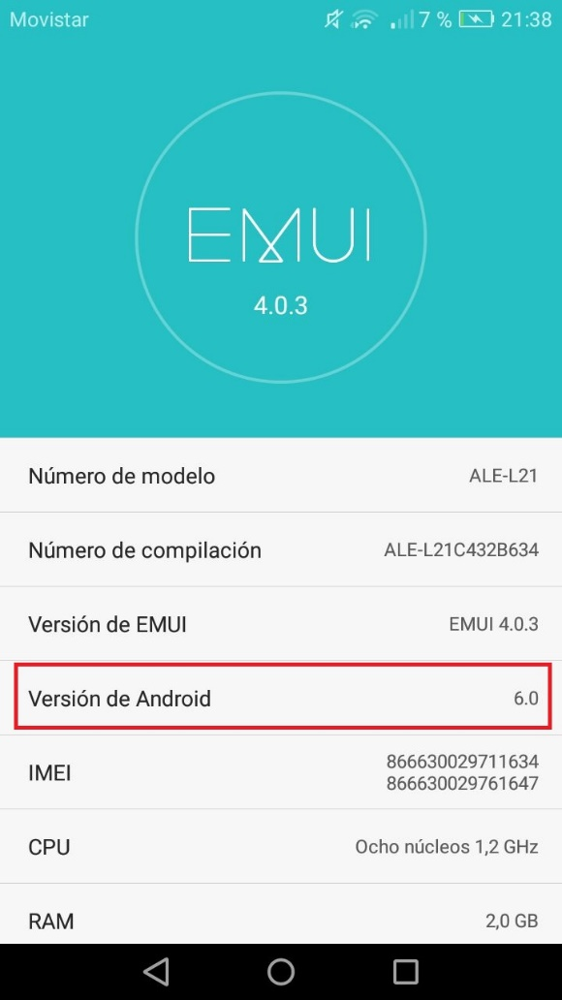 Movistar 7 % 21:38
EMUI
4.0.3
Número de modelo ALE-L21
Número de compilación ALE-L21C432B634
Versión de EMUI EMUI 4.0.3
Versión de Android 6.0
IMEI 866630029711634
866630029761647
CPU Ocho núcleos 1,2 GHz
RAM 2,0 GB